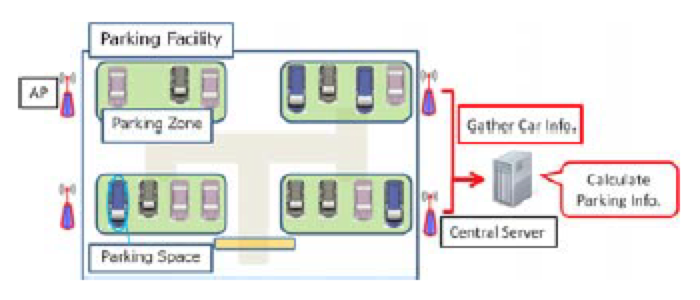 Parking Facility
AP
Parking Zone
Gather Car Info.
Calculate
Parking Info.
Central Server
Parking Space